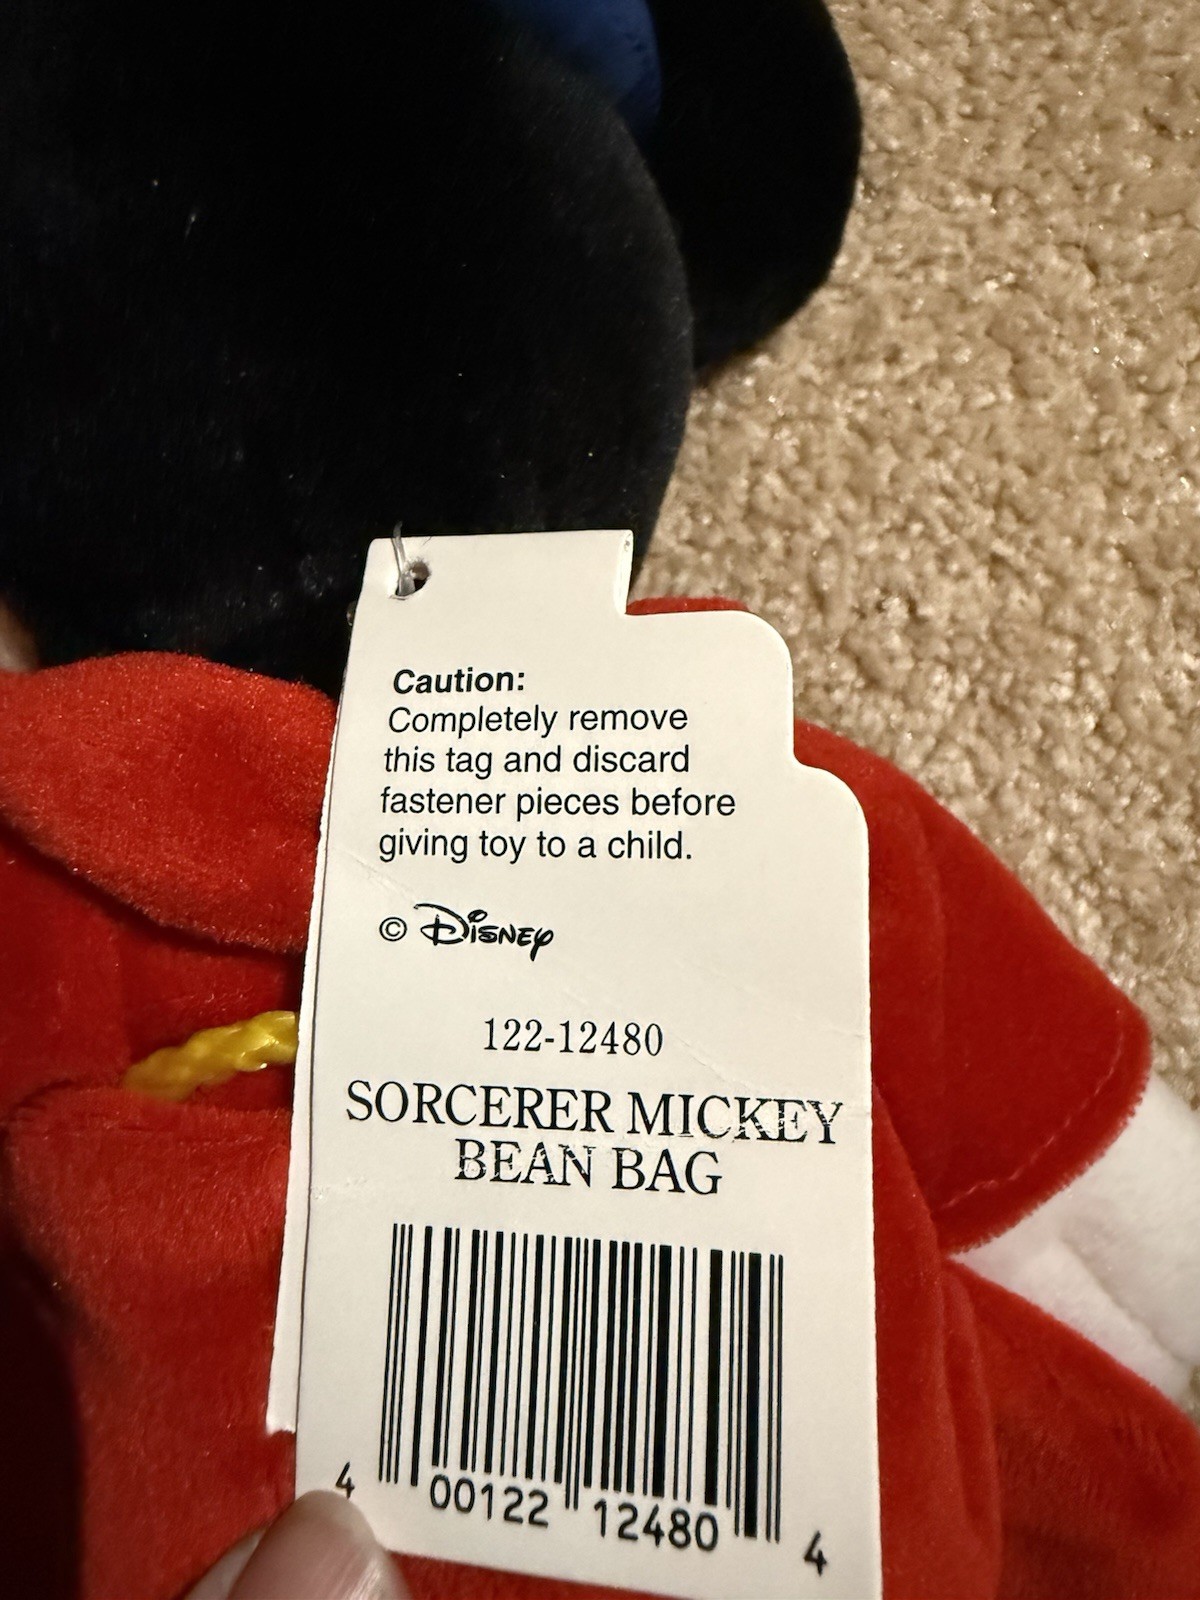 Caution:
Completely remove
this tag and discard
fastener pieces before
giving toy to a child.
© Disney
122-12480
SORCERER MICKEY
BEAN BAG
4 00122 12480 4